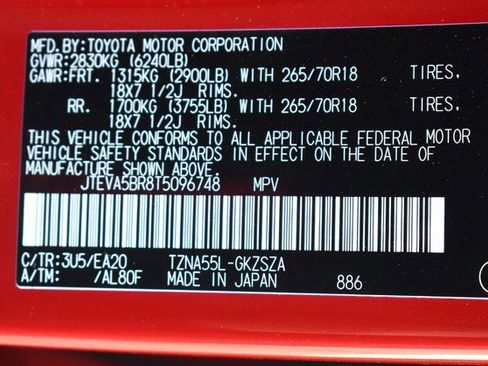 MFD.BY:TOYOTA MOTOR CORPORATION
GVWR:2830KG (6240LB)
GAWR:FRT. 1315KG (2900LB) WITH 265/70R18 TIRES,
18X7 1/2J RIMS.
RR. 1700KG (3755LB) WITH 265/70R18 TIRES,
18X7 1/2J RIMS.
THIS VEHICLE CONFORMS TO ALL APPLICABLE FEDERAL MOTOR
VEHICLE SAFETY STANDARDS IN EFFECT ON THE DATE OF
MANUFACTURE SHOWN ABOVE.
JTEVA5BR8T5096748 MPV
C/TR:3U5/EA20 TZNA55L-GKZSZA
A/TM: /AL80F MADE IN JAPAN 886